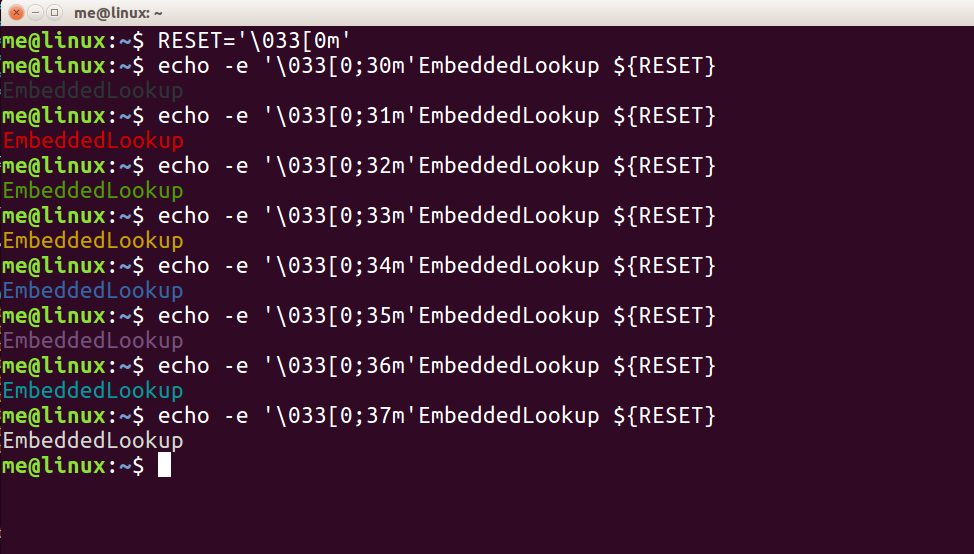 me@linux: ~
me@linux:~$ RESET='\033[0m'
me@linux:~$ echo -e '\033[0;30m'EmbeddedLookup ${RESET}
EmbeddedLookup
me@linux:~$ echo -e '\033[0;31m'EmbeddedLookup ${RESET}
EmbeddedLookup
me@linux:~$ echo -e '\033[0;32m'EmbeddedLookup ${RESET}
EmbeddedLookup
me@linux:~$ echo -e '\033[0;33m'EmbeddedLookup ${RESET}
EmbeddedLookup
me@linux:~$ echo -e '\033[0;34m'EmbeddedLookup ${RESET}
EmbeddedLookup
me@linux:~$ echo -e '\033[0;35m'EmbeddedLookup ${RESET}
EmbeddedLookup
me@linux:~$ echo -e '\033[0;36m'EmbeddedLookup ${RESET}
EmbeddedLookup
me@linux:~$ echo -e '\033[0;37m'EmbeddedLookup ${RESET}
EmbeddedLookup
me@linux:~$